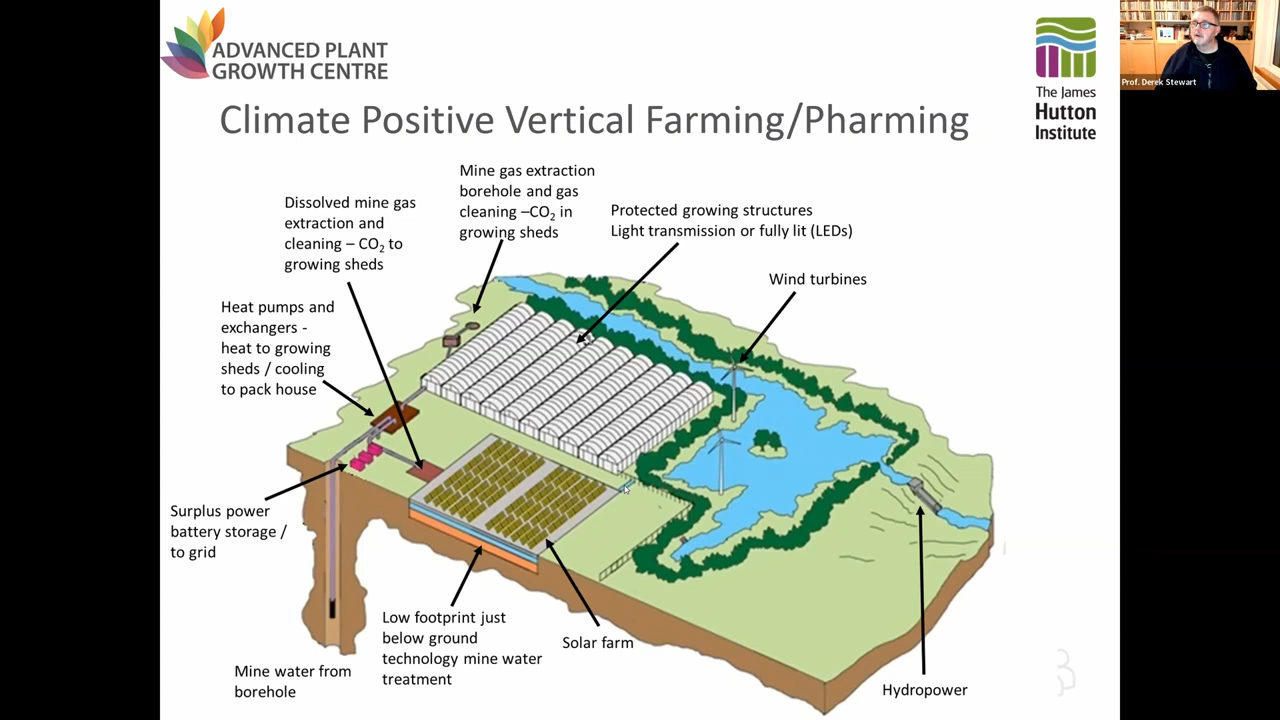 ADVANCED PLANT
GROWTH CENTRE
The James
Hutton
Institute
Prof. Derek Stewart
Climate Positive Vertical Farming/Pharming
Mine gas extraction
borehole and gas
cleaning –CO₂ in
growing sheds
Dissolved mine gas
extraction and
cleaning – CO₂ to
growing sheds
Protected growing structures
Light transmission or fully lit (LEDs)
Wind turbines
Heat pumps and
exchangers -
heat to growing
sheds / cooling
to pack house
Surplus power
battery storage /
to grid
Low footprint just
below ground
technology mine water
treatment
Solar farm
Mine water from
borehole
Hydropower